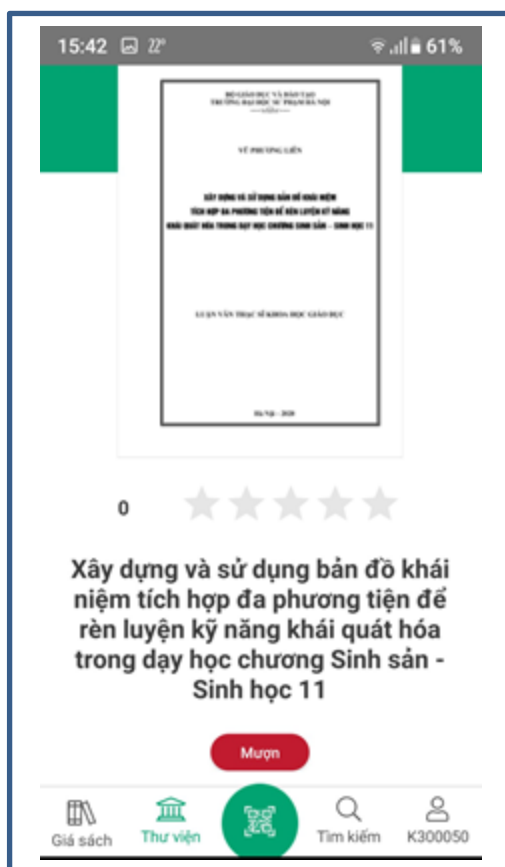 15:42 22° 61%
BỘ GIÁO DỤC VÀ ĐÀO TẠO
TRƯỜNG ĐẠI HỌC SƯ PHẠM HÀ NỘI
VŨ PHƯƠNG LIÊN
XÂY DỰNG VÀ SỬ DỤNG BẢN ĐỒ KHÁI NIỆM
TÍCH HỢP ĐA PHƯƠNG TIỆN ĐỂ RÈN LUYỆN KỸ NĂNG
KHÁI QUÁT HÓA TRONG DẠY HỌC CHƯƠNG SINH SẢN – SINH HỌC 11
LUẬN VĂN THẠC SĨ KHOA HỌC GIÁO DỤC
Hà Nội – 2020
0
Xây dựng và sử dụng bản đồ khái
niệm tích hợp đa phương tiện để
rèn luyện kỹ năng khái quát hóa
trong dạy học chương Sinh sản -
Sinh học 11
Mượn
Giá sách Thư viện Tìm kiếm K300050